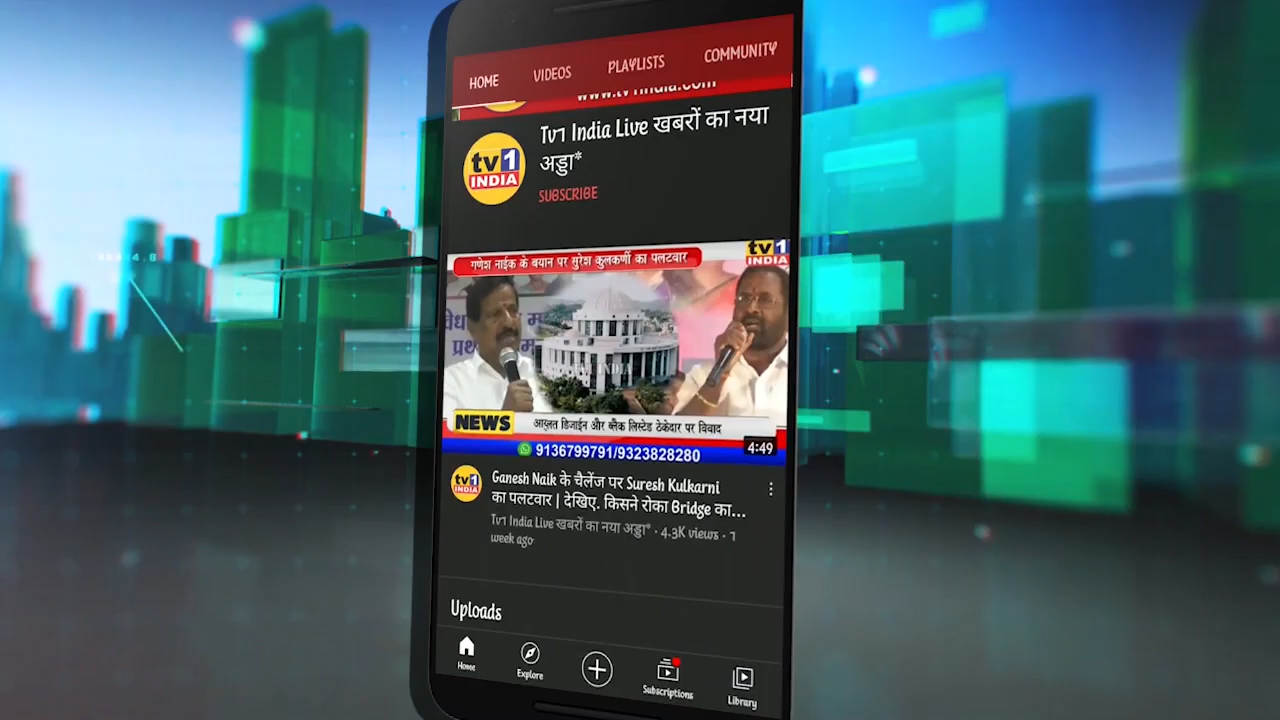 HOME VIDEOS PLAYLISTS COMMUNITY
www.tv1india.com
Tv1 India Live खबरों का नया
अड्डा*
tv1
INDIA
SUBSCRIBE
tv1
INDIA
गणेश नाईक के बयान पर सुरेश कुलकर्णी का पलटवार
NEWS
आयूलत डिजाईन और ब्लैक लिस्टेड ठेकेदार पर विवाद
9136799791/9323828280
4:49
tv1
INDIA
Ganesh Naik के चैलेंज पर Suresh Kulkarni
का पलटवार | देखिए. किसने रोका Bridge का...
Tv1 India Live खबरों का नया अड्डा* · 4.3K views · 1
week ago
Uploads
Home Explore Subscriptions Library